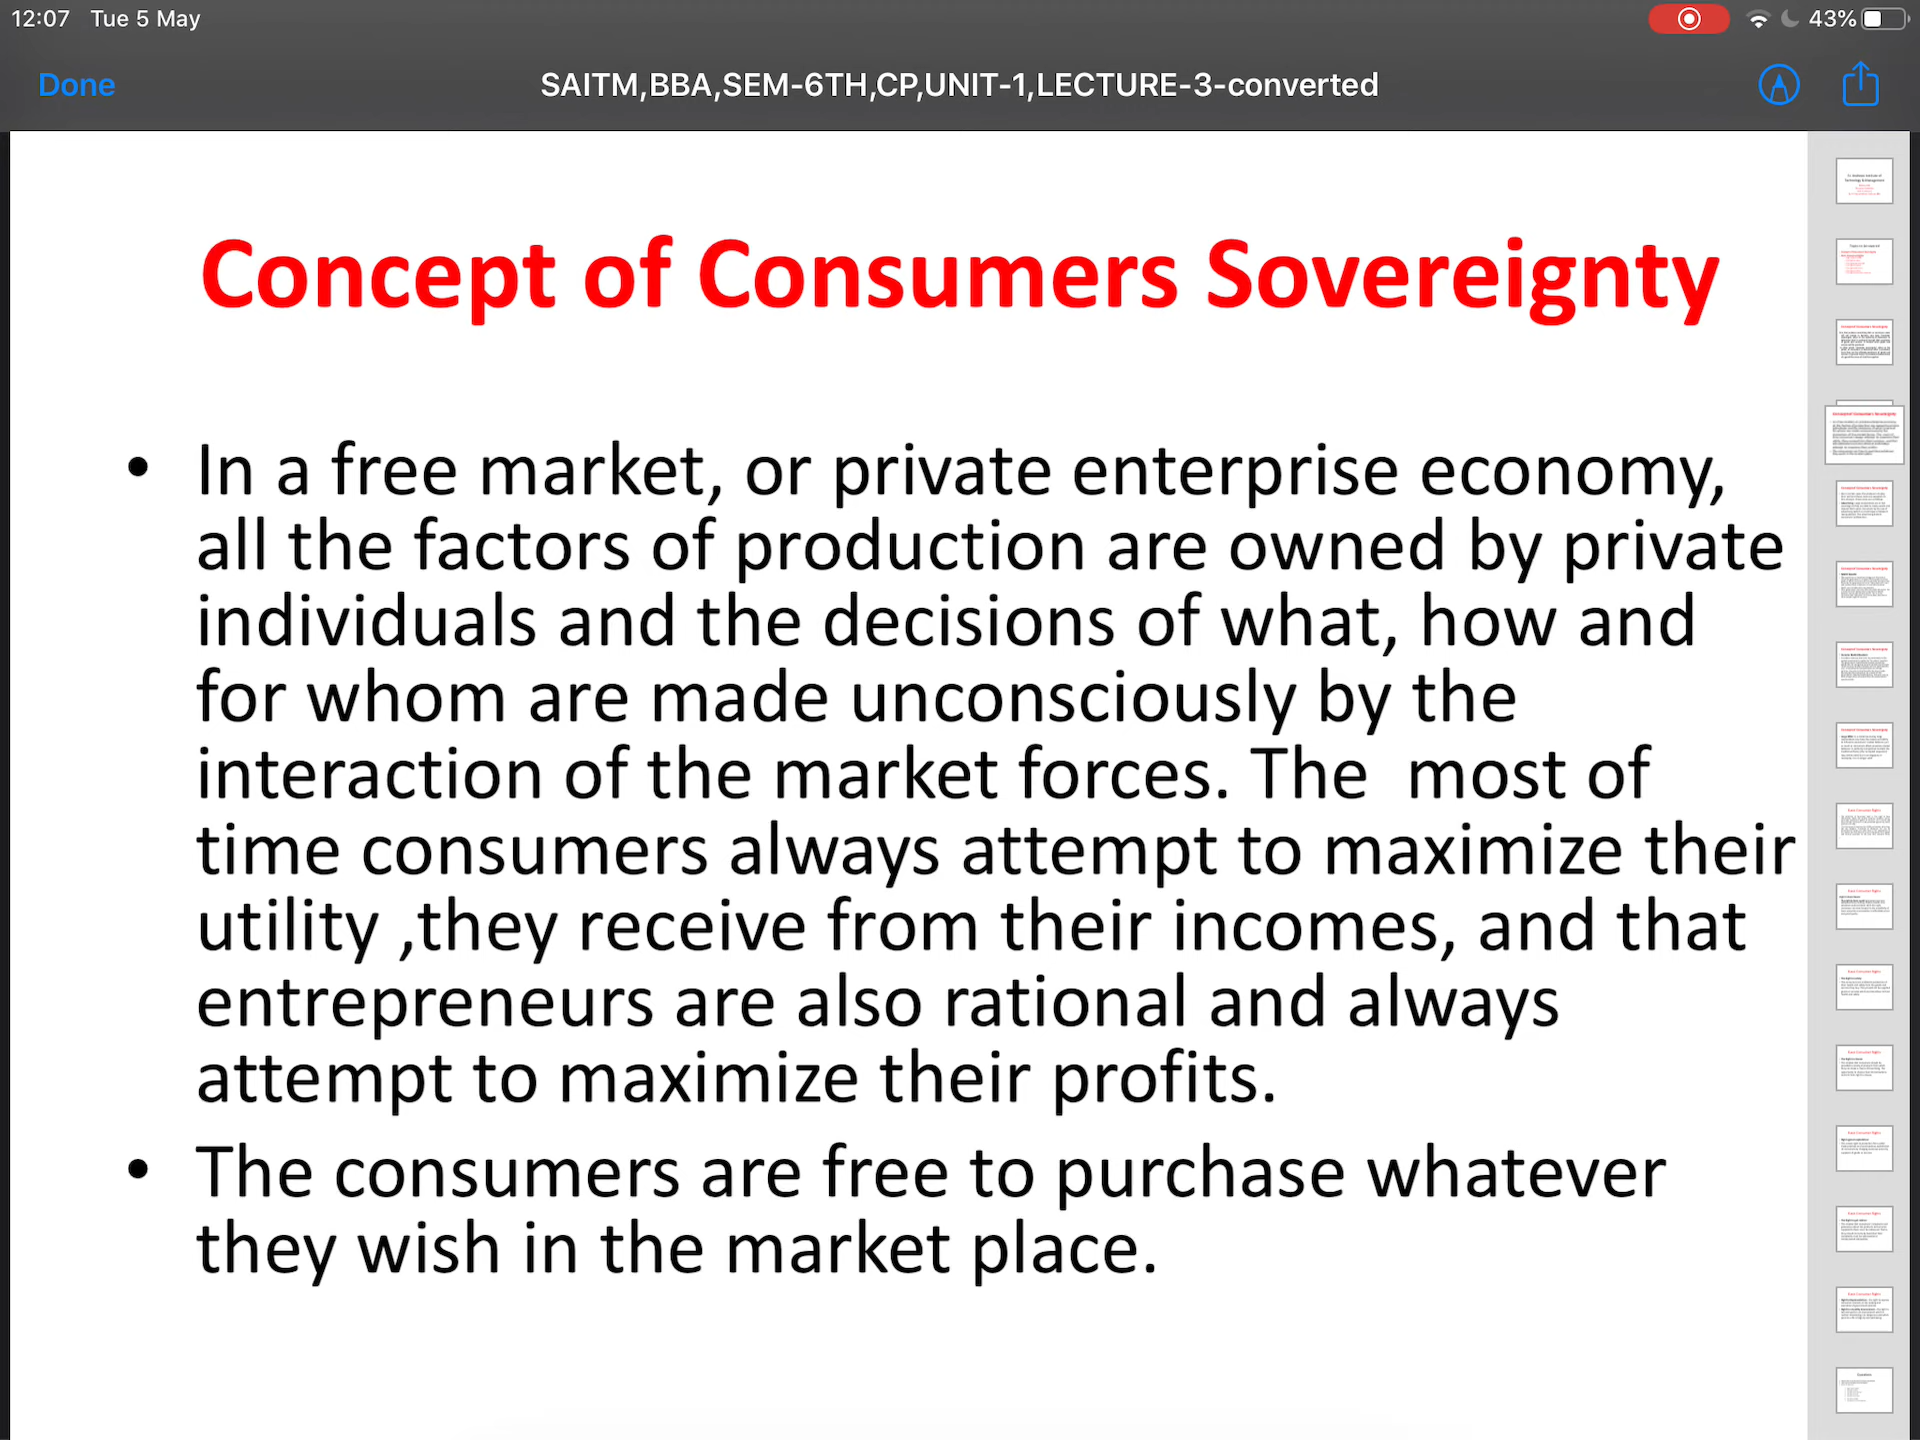 12:07 Tue 5 May
43%
Done
SAITM,BBA,SEM-6TH,CP,UNIT-1,LECTURE-3-converted
Concept of Consumers Sovereignty
• In a free market, or private enterprise economy,
all the factors of production are owned by private
individuals and the decisions of what, how and
for whom are made unconsciously by the
interaction of the market forces. The  most of
time consumers always attempt to maximize their
utility ,they receive from their incomes, and that
entrepreneurs are also rational and always
attempt to maximize their profits.
• The consumers are free to purchase whatever
they wish in the market place.